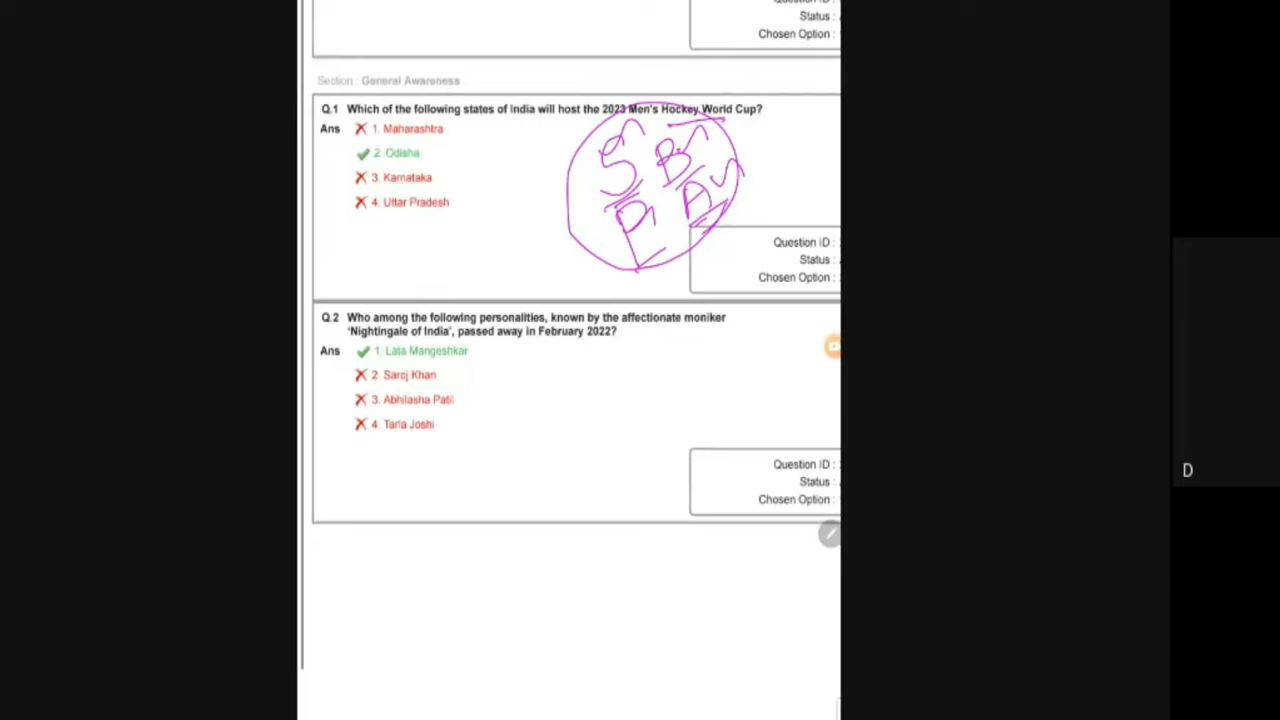 Status :
Chosen Option :
Section : General Awareness
Q.1 Which of the following states of India will host the 2023 Men's Hockey World Cup?
Ans 1. Maharashtra
2. Odisha
3. Karnataka
4. Uttar Pradesh
Question ID :
Status :
Chosen Option :
Q.2 Who among the following personalities, known by the affectionate moniker
'Nightingale of India', passed away in February 2022?
Ans 1. Lata Mangeshkar
2. Saroj Khan
3. Abhilasha Patil
4. Tarla Joshi
Question ID :
Status :
Chosen Option :
D